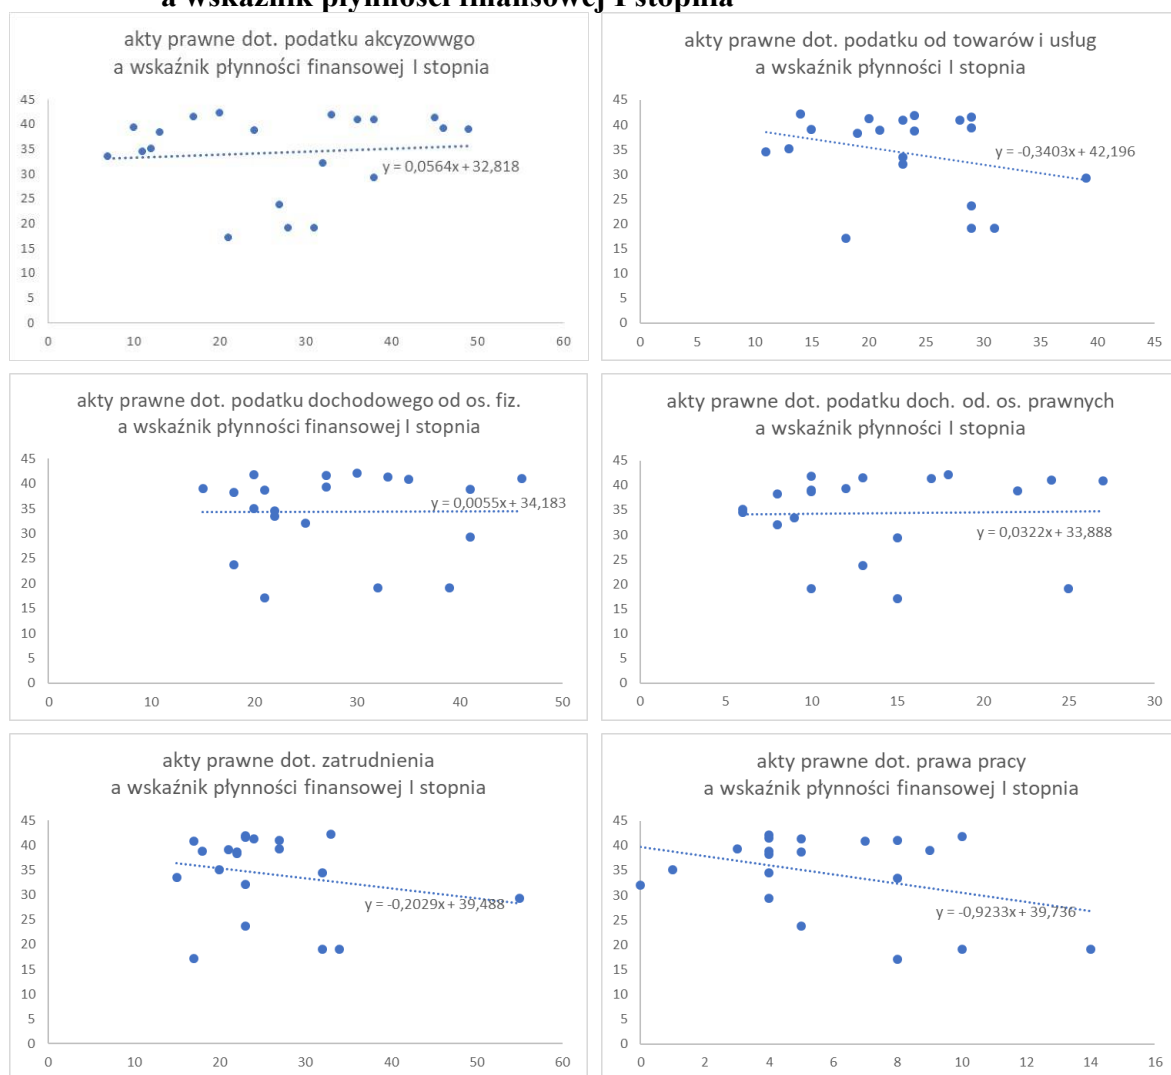 a wskaźnik płynności finansowej I stopnia
akty prawne dot. podatku akcyzowwgo
a wskaźnik płynności finansowej I stopnia
45
40
35
30
25
20
15
10
5
0
y = 0,0564x + 32,818
0 10 20 30 40 50 60
akty prawne dot. podatku od towarów i usług
a wskaźnik płynności I stopnia
45
40
35
30
25
20
15
10
5
0
y = -0,3403x + 42,196
0 5 10 15 20 25 30 35 40 45
akty prawne dot. podatku dochodowego od os. fiz.
a wskaźnik płynności finansowej I stopnia
45
40
35
30
25
20
15
10
5
0
y = 0,0055x + 34,183
0 10 20 30 40 50
akty prawne dot. podatku doch. od. os. prawnych
a wskaźnik płynności I stopnia
45
40
35
30
25
20
15
10
5
0
y = 0,0322x + 33,888
0 5 10 15 20 25 30
akty prawne dot. zatrudnienia
a wskaźnik płynności finansowej I stopnia
45
40
35
30
25
20
15
10
5
0
y = -0,2029x + 39,488
0 10 20 30 40 50 60
akty prawne dot. prawa pracy
a wskaźnik płynności finansowej I stopnia
45
40
35
30
25
20
15
10
5
0
y = -0,9233x + 39,736
0 2 4 6 8 10 12 14 16